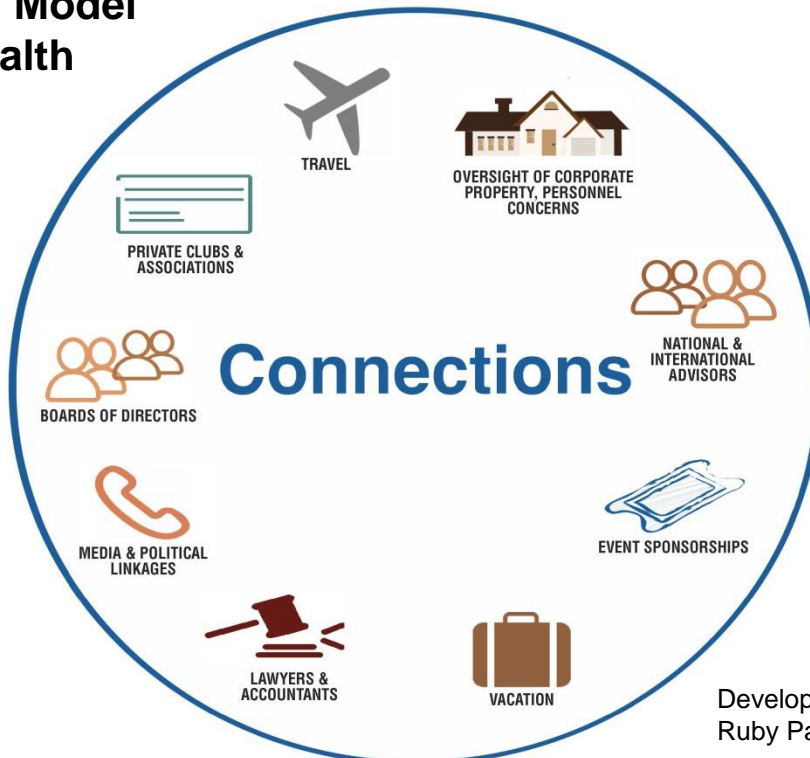 Model
alth
TRAVEL
OVERSIGHT OF CORPORATE
PROPERTY, PERSONNEL
CONCERNS
PRIVATE CLUBS &
ASSOCIATIONS
NATIONAL &
INTERNATIONAL
ADVISORS
Connections
BOARDS OF DIRECTORS
MEDIA & POLITICAL
LINKAGES
EVENT SPONSORSHIPS
LAWYERS &
ACCOUNTANTS
VACATION
Develop
Ruby Pa